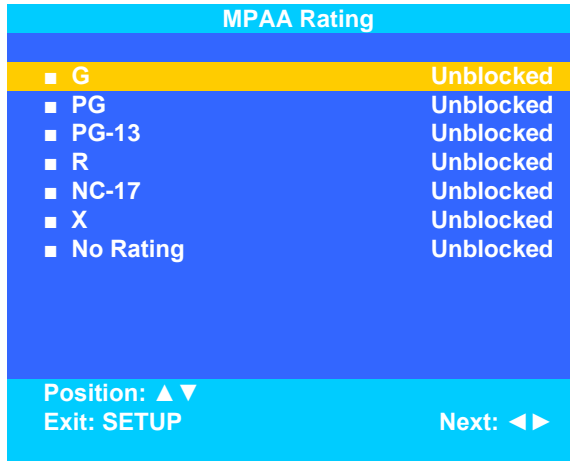 MPAA Rating
■ G Unblocked
■ PG Unblocked
■ PG-13 Unblocked
■ R Unblocked
■ NC-17 Unblocked
■ X Unblocked
■ No Rating Unblocked
Position: ▲▼
Exit: SETUP Next: ◄►